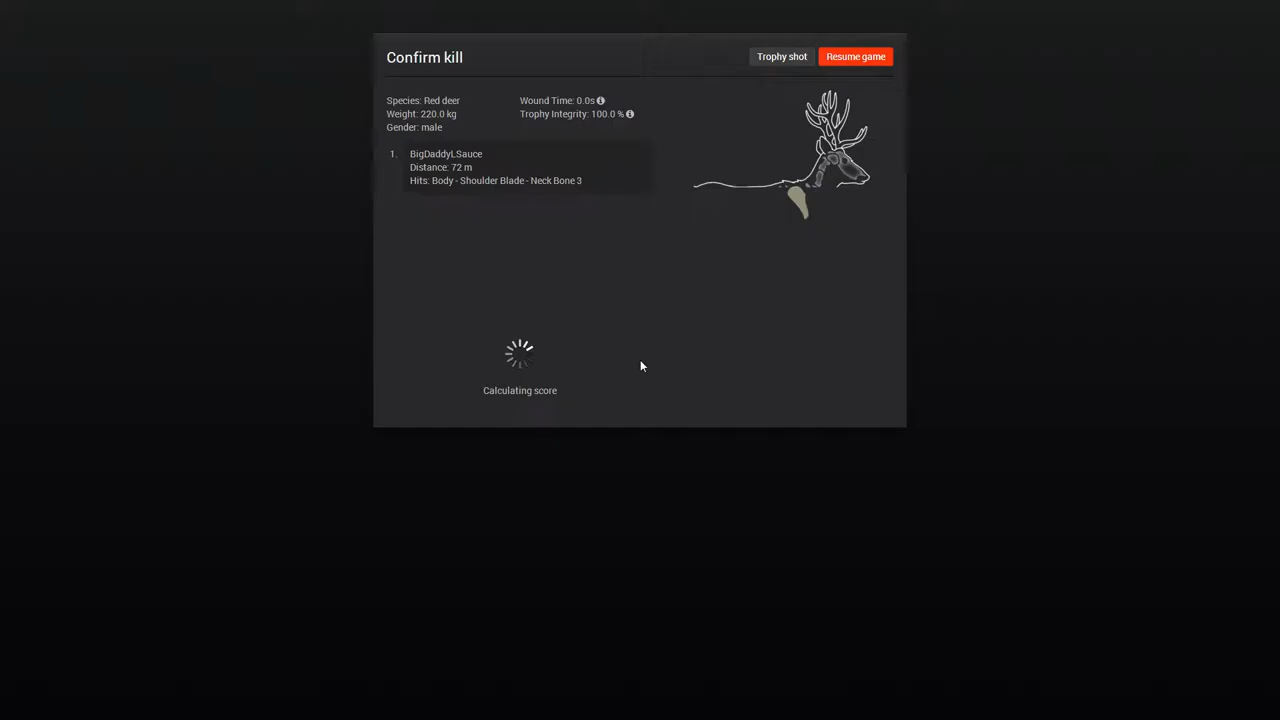 Confirm kill
Trophy shot
Resume game
Species: Red deer
Weight: 220.0 kg
Gender: male
Wound Time: 0.0s
Trophy Integrity: 100.0 %
1. BigDaddyLSauce
Distance: 72 m
Hits: Body - Shoulder Blade - Neck Bone 3
Calculating score